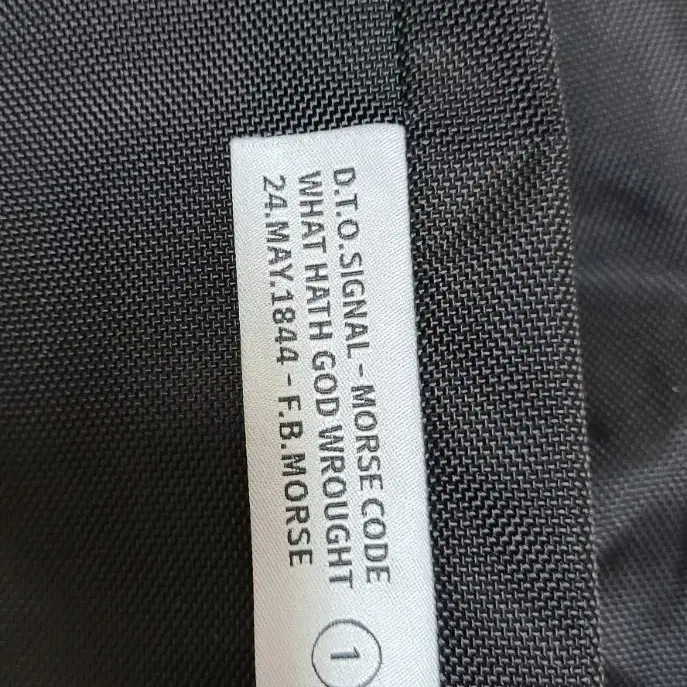 D.T.O.SIGNAL - MORSE CODE
WHAT HATH GOD WROUGHT
24.MAY.1844 - F.B.MORSE
1